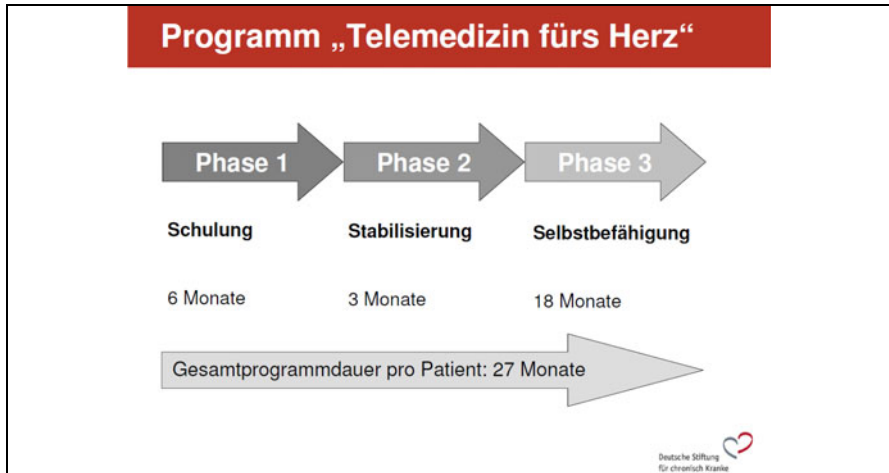 Programm „Telemedizin fürs Herz“
Phase 1
Phase 2
Phase 3
Schulung
Stabilisierung
Selbstbefähigung
6 Monate
3 Monate
18 Monate
Gesamtprogrammdauer pro Patient: 27 Monate
Deutsche Stiftung
für chronisch Kranke